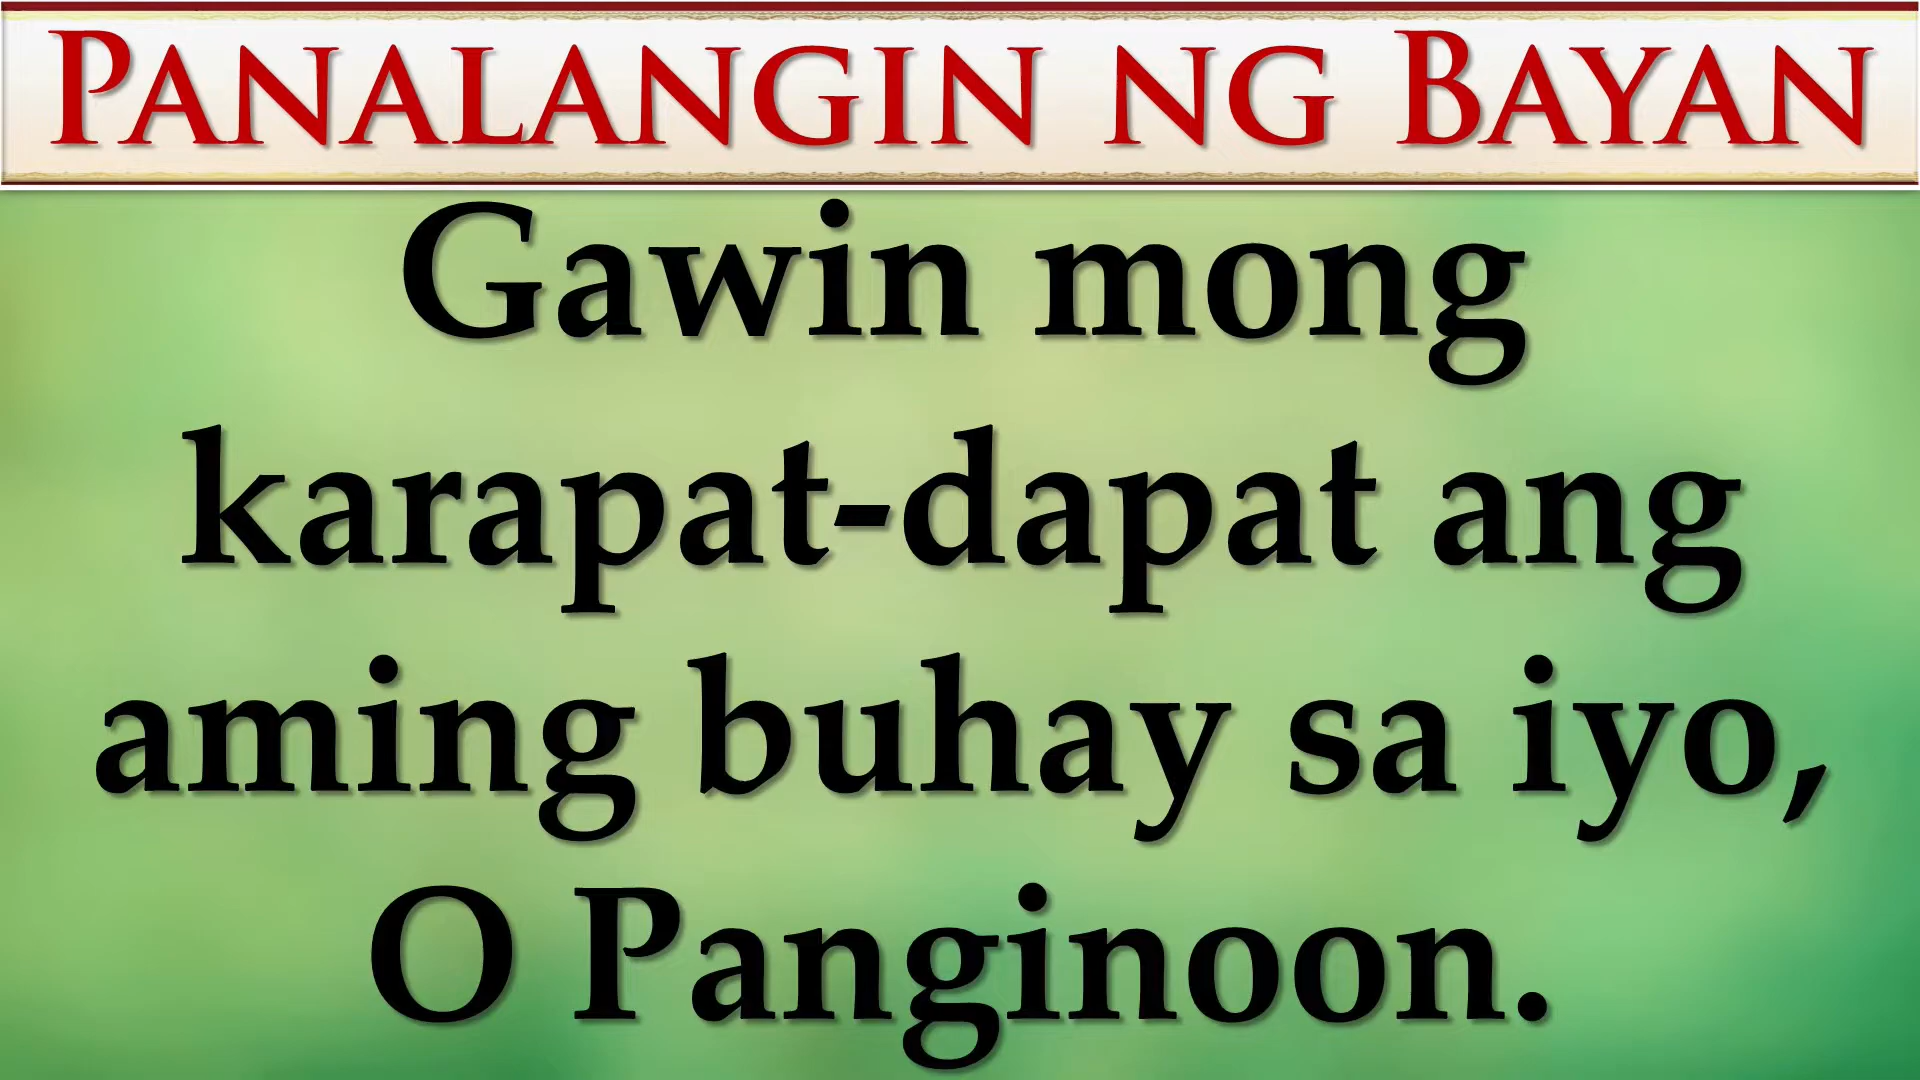 Panalangin ng Bayan
Gawin mong
karapat-dapat ang
aming buhay sa iyo,
O Panginoon.